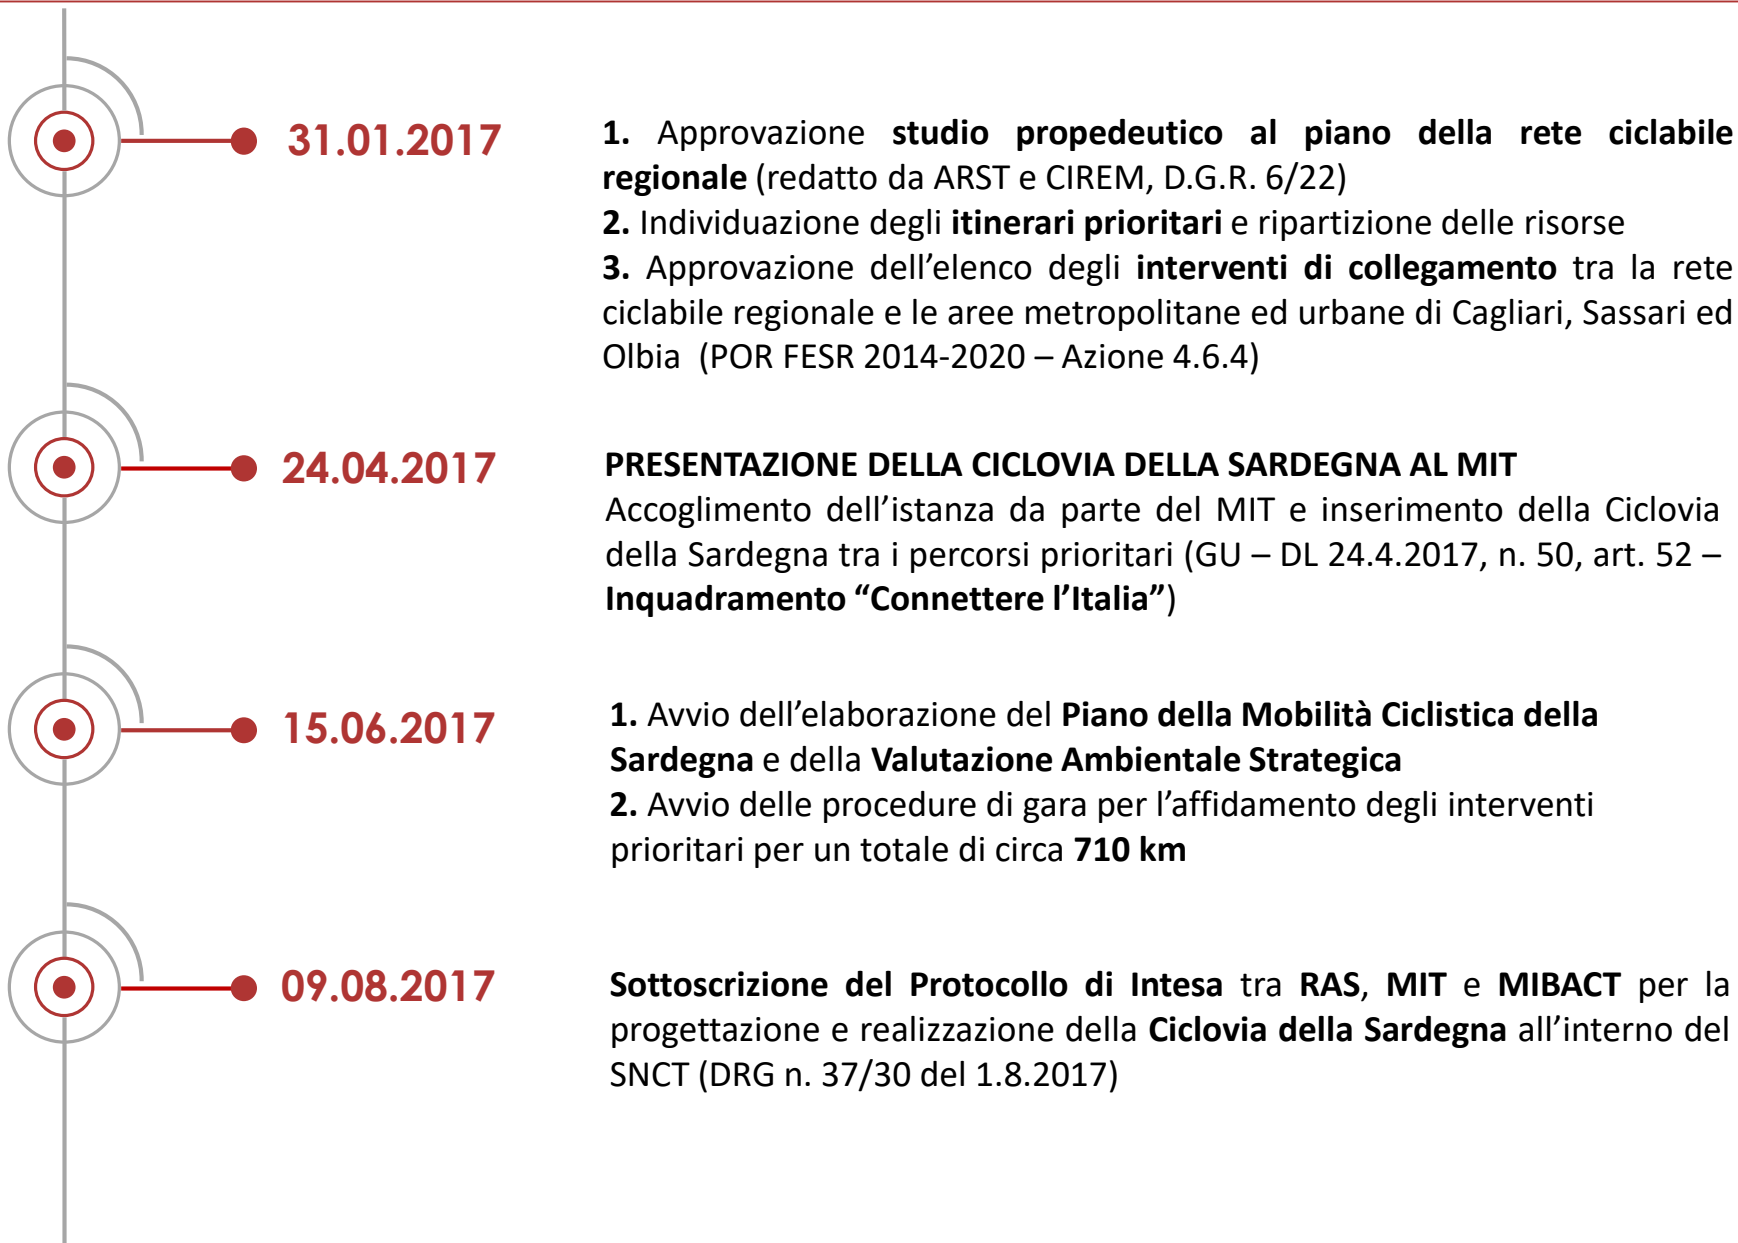 31.01.2017
1. Approvazione studio propedeutico al piano della rete ciclabile
regionale (redatto da ARST e CIREM, D.G.R. 6/22)
2. Individuazione degli itinerari prioritari e ripartizione delle risorse
3. Approvazione dell’elenco degli interventi di collegamento tra la rete
ciclabile regionale e le aree metropolitane ed urbane di Cagliari, Sassari ed
Olbia (POR FESR 2014-2020 – Azione 4.6.4)
24.04.2017
PRESENTAZIONE DELLA CICLOVIA DELLA SARDEGNA AL MIT
Accoglimento dell’istanza da parte del MIT e inserimento della Ciclovia
della Sardegna tra i percorsi prioritari (GU – DL 24.4.2017, n. 50, art. 52 –
Inquadramento “Connettere l’Italia”)
15.06.2017
1. Avvio dell’elaborazione del Piano della Mobilità Ciclistica della
Sardegna e della Valutazione Ambientale Strategica
2. Avvio delle procedure di gara per l’affidamento degli interventi
prioritari per un totale di circa 710 km
09.08.2017
Sottoscrizione del Protocollo di Intesa tra RAS, MIT e MIBACT per la
progettazione e realizzazione della Ciclovia della Sardegna all’interno del
SNCT (DRG n. 37/30 del 1.8.2017)